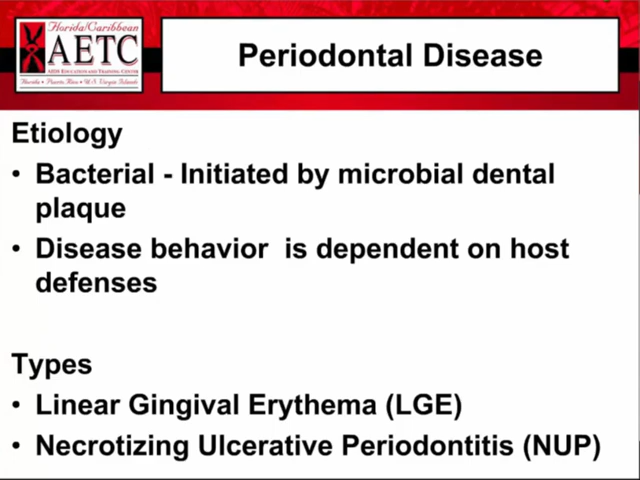 Florida/Caribbean
AETC
AIDS EDUCATION AND TRAINING CENTER
Florida • Puerto Rico • U.S. Virgin Islands
Periodontal Disease
Etiology
• Bacterial - Initiated by microbial dental
plaque
• Disease behavior is dependent on host
defenses
Types
• Linear Gingival Erythema (LGE)
• Necrotizing Ulcerative Periodontitis (NUP)